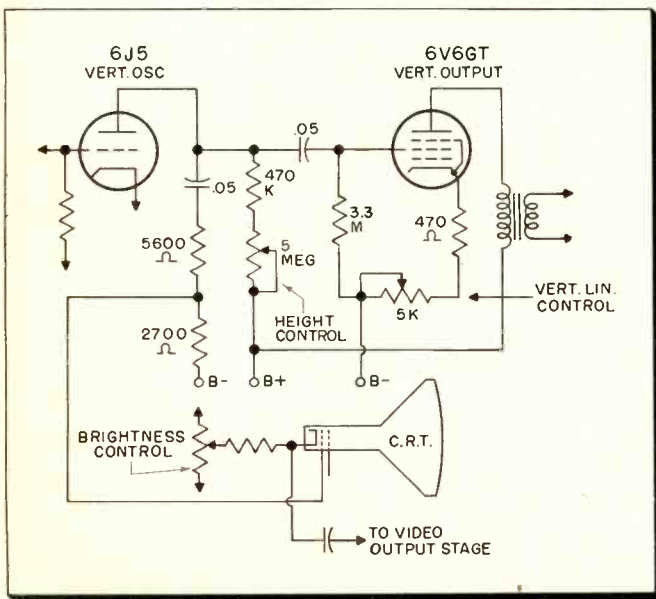 6J5
VERT. OSC
6V6GT
VERT. OUTPUT
.05
.05
470
K
3.3
M
470
Ω
5600
Ω
5
MEG
2700
Ω
HEIGHT
CONTROL
5K
VERT. LIN.
CONTROL
B-
B+
B-
BRIGHTNESS
CONTROL
C.R.T.
TO VIDEO
OUTPUT STAGE